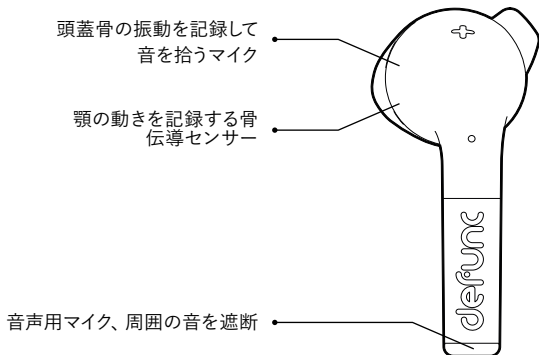 頭蓋骨の振動を記録して
音を拾うマイク
顎の動きを記録する骨
伝導センサー
defunc
音声用マイク、周囲の音を遮断